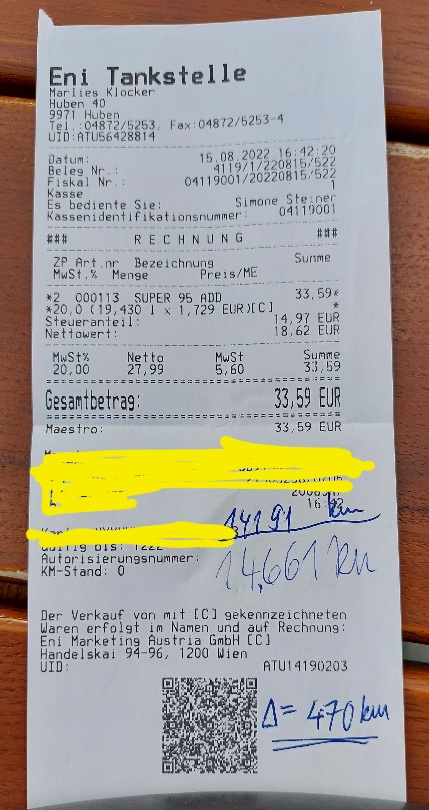 Eni Tankstelle
Marlies Klocker
Huben 40
9971 Huben
Tel.:04872/5253, Fax:04872/5253-4
UID:ATU56428814
Datum: 15.08.2022 16:42:20
Beleg Nr.: 4119/1/220815/522
Fiskal Nr.: 04119001/20220815/522
Kasse 1
Es bediente Sie: Simone Steiner
Kassenidentifikationsnummer: 04119001
### RECHNUNG ###
ZP Art.nr Bezeichnung Summe
MwSt.% Menge Preis/ME
*2 000113 SUPER 95 ADD 33,59*
*20,0 (19,430 l x 1,729 EUR)[C] *
Steueranteil: 14,97 EUR
Nettowert: 18,62 EUR
MwSt% Netto MwSt Summe
20,00 27,99 5,60 33,59
Gesamtbetrag: 33,59 EUR
Maestro: 33,59 EUR
14191 km
Gültig bis: 1222
14,661 km
Autorisierungsnummer:
KM-Stand: 0
Der Verkauf von mit [C] gekennzeichneten
Waren erfolgt im Namen und auf Rechnung:
Eni Marketing Austria GmbH [C]
Handelskai 94-96, 1200 Wien
UID: ATU14190203
Δ= 470 km